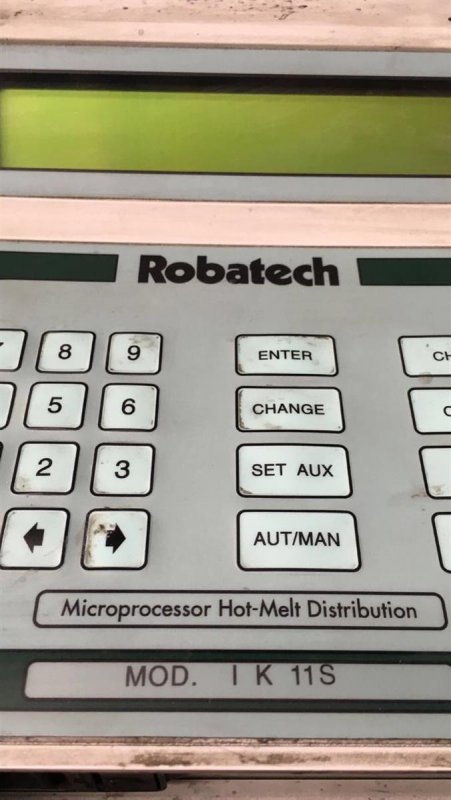 Robatech
8 9 ENTER CH
5 6 CHANGE
2 3 SET AUX
AUT/MAN
Microprocessor Hot-Melt Distribution
MOD. I K 11S